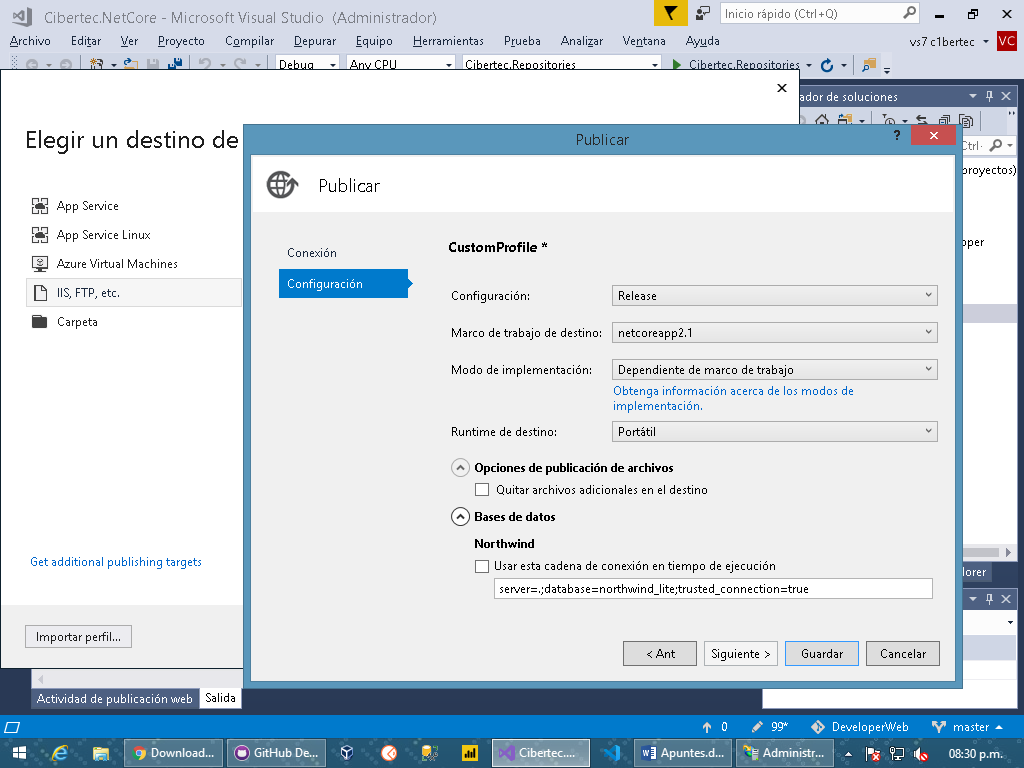 Cibertec.NetCore - Microsoft Visual Studio (Administrador)
Inicio rápido (Ctrl+Q)
Archivo Editar Ver Proyecto Compilar Depurar Equipo Herramientas Prueba Analizar Ventana Ayuda
vs7 c1bertec VC
Debug Any CPU Cibertec.Repositories Cibertec.Repositories
ador de soluciones
Elegir un destino de
Publicar
?
Ctrl-
Publicar
royectos)
App Service
App Service Linux
Azure Virtual Machines
IIS, FTP, etc.
Carpeta
Conexión
Configuración
CustomProfile *
pper
Configuración: Release
Marco de trabajo de destino: netcoreapp2.1
Modo de implementación: Dependiente de marco de trabajo
Obtenga información acerca de los modos de
implementación.
Runtime de destino: Portátil
Opciones de publicación de archivos
Quitar archivos adicionales en el destino
Bases de datos
Northwind
Usar esta cadena de conexión en tiempo de ejecución
server=.;database=northwind_lite;trusted_connection=true
Get additional publishing targets
lorer
Importar perfil...
< Ant Siguiente > Guardar Cancelar
Actividad de publicación web Salida
0 99* DeveloperWeb master
Download... GitHub De... Cibertec.... Apuntes.d... Administr... 08:30 p.m.